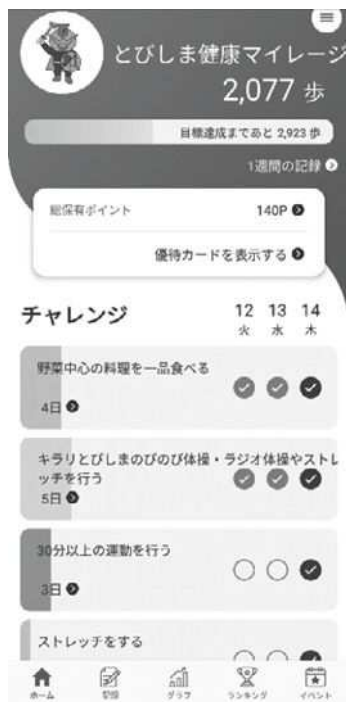 とびしま健康マイレージ
2,077 歩
目標達成まであと 2,923 歩
1週間の記録
総保有ポイント 140P
優待カードを表示する
チャレンジ 12 13 14
火 水 木
野菜中心の料理を一品食べる
4日
キラリとびしまのびのび体操・ラジオ体操やストレ
ッチを行う
5日
30分以上の運動を行う
3日
ストレッチをする
ホーム 記録 グラフ ランキング イベント